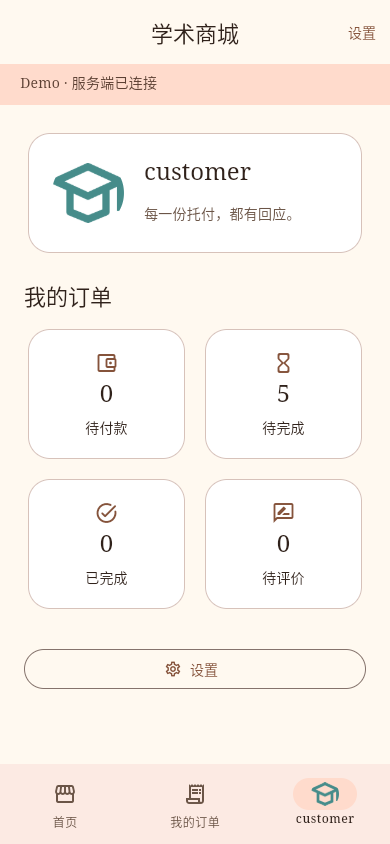 学术商城
设置
Demo · 服务端已连接
customer
每一份托付，都有回应。
我的订单
0
待付款
5
待完成
0
已完成
0
待评价
设置
首页
我的订单
customer